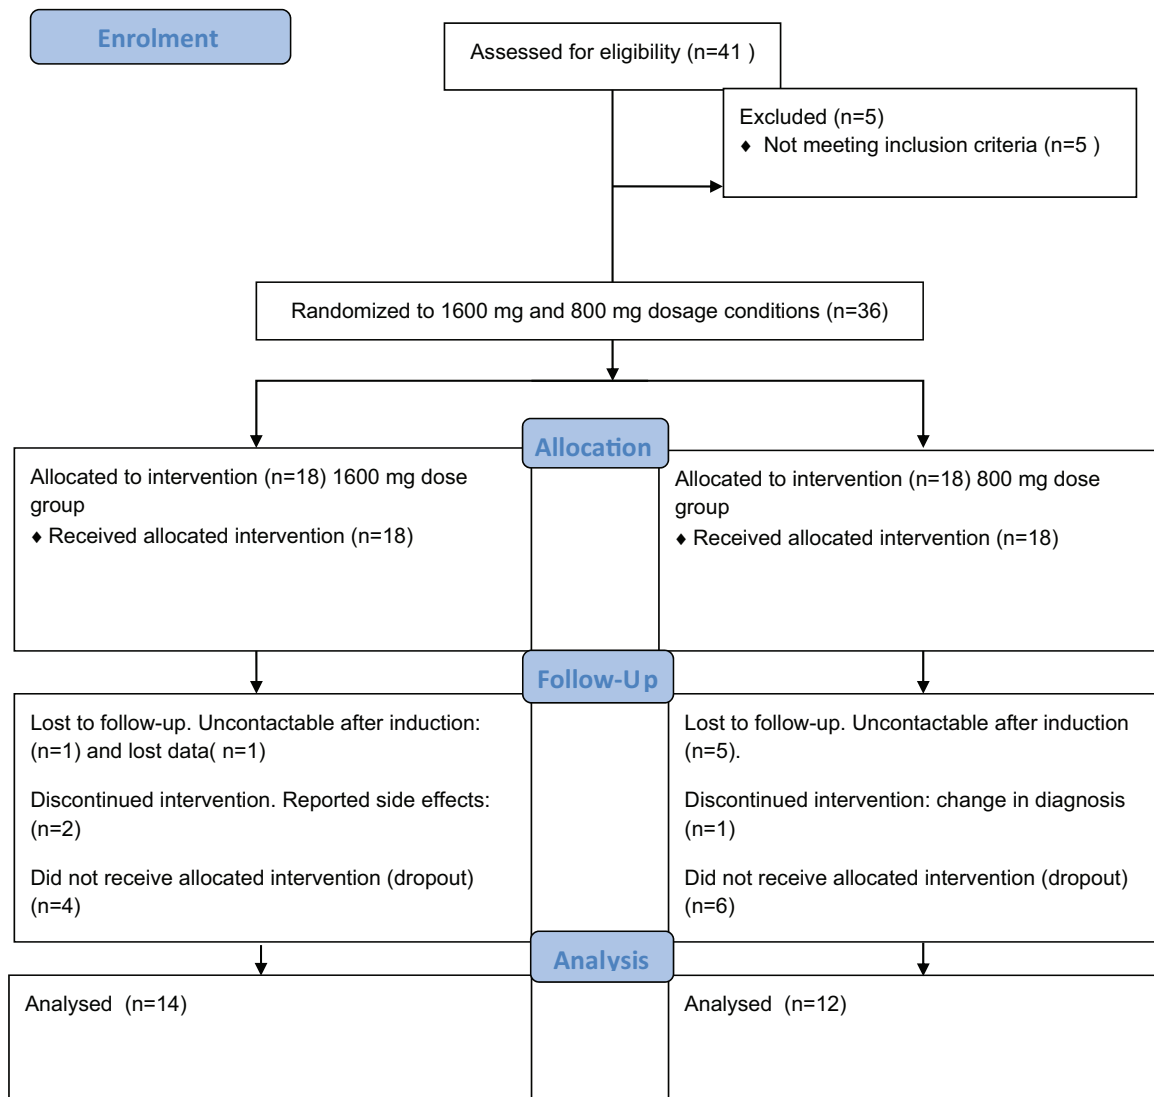 Enrolment
Assessed for eligibility (n=41 )
Excluded (n=5)
♦ Not meeting inclusion criteria (n=5 )
Randomized to 1600 mg and 800 mg dosage conditions (n=36)
Allocation
Allocated to intervention (n=18) 1600 mg dose
group
♦ Received allocated intervention (n=18)
Allocated to intervention (n=18) 800 mg dose
group
♦ Received allocated intervention (n=18)
Follow-Up
Lost to follow-up. Uncontactable after induction:
(n=1) and lost data( n=1)
Discontinued intervention. Reported side effects:
(n=2)
Did not receive allocated intervention (dropout)
(n=4)
Lost to follow-up. Uncontactable after induction
(n=5).
Discontinued intervention: change in diagnosis
(n=1)
Did not receive allocated intervention (dropout)
(n=6)
Analysis
Analysed  (n=14)
Analysed  (n=12)